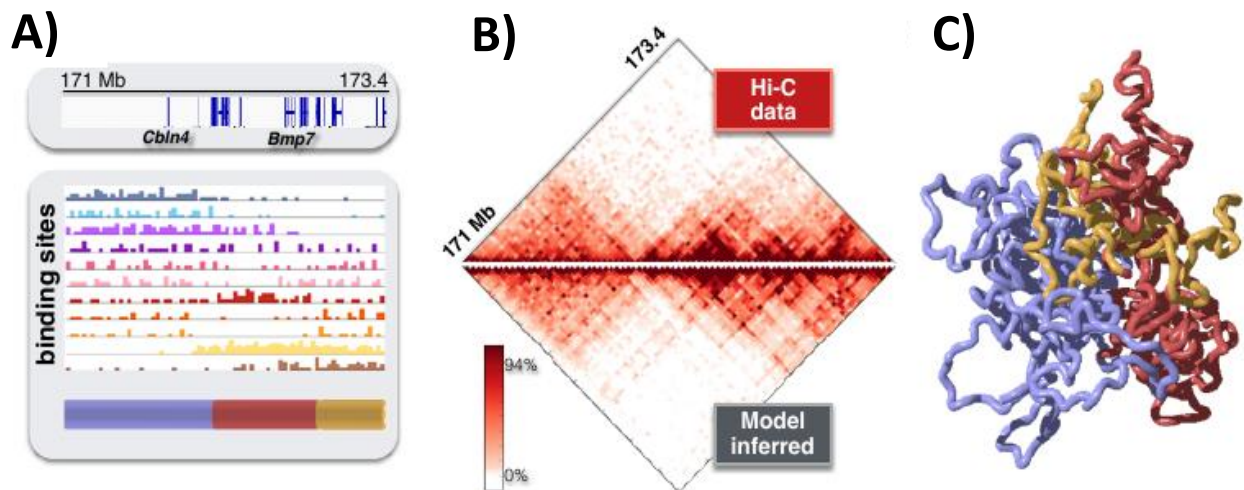 A)
171 Mb 173.4
Cbln4 Bmp7
binding sites
B)
173.4
171 Mb
Hi-C
data
94%
0%
Model
inferred
C)